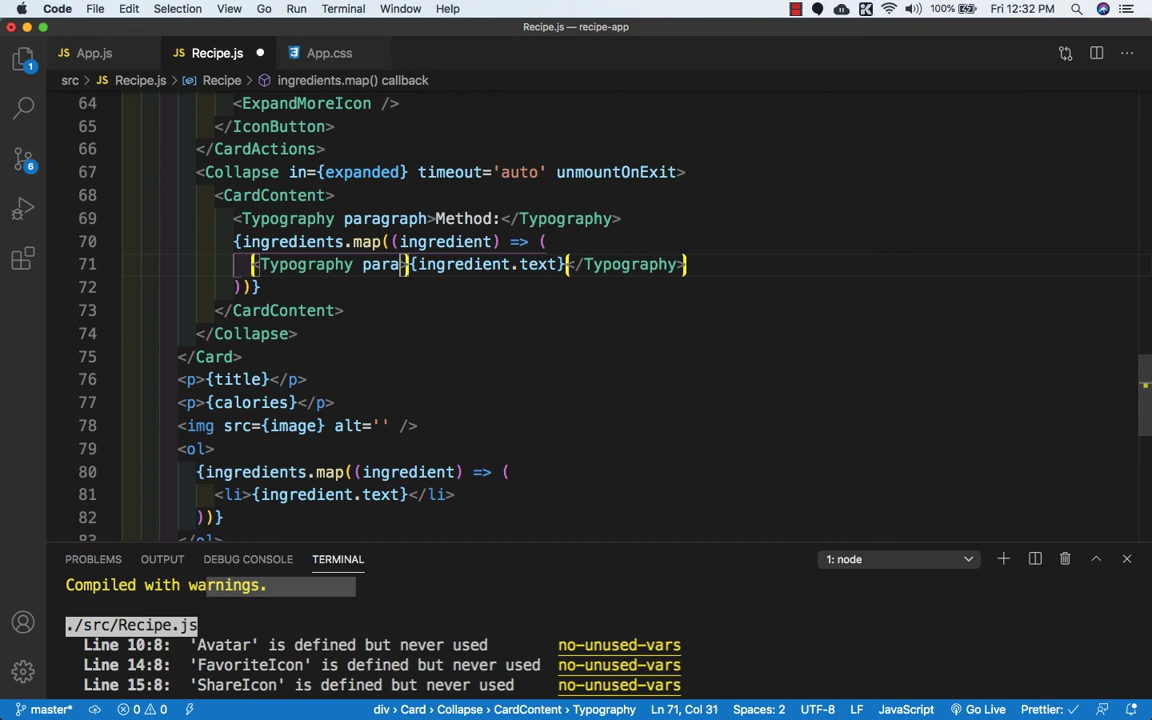 Code File Edit Selection View Go Run Terminal Window Help 100% Fri 12:32 PM
Recipe.js — recipe-app
JS App.js JS Recipe.js App.css
src > JS Recipe.js > Recipe > ingredients.map() callback
64 <ExpandMoreIcon />
65 </IconButton>
66 </CardActions>
67 <Collapse in={expanded} timeout='auto' unmountOnExit>
68 <CardContent>
69 <Typography paragraph>Method:</Typography>
70 {ingredients.map((ingredient) => (
71 <Typography para>{ingredient.text}</Typography>
72 ))}
73 </CardContent>
74 </Collapse>
75 </Card>
76 <p>{title}</p>
77 <p>{calories}</p>
78 <img src={image} alt='' />
79 <ol>
80 {ingredients.map((ingredient) => (
81 <li>{ingredient.text}</li>
82 ))}
83 </ol>
1
6
PROBLEMS OUTPUT DEBUG CONSOLE TERMINAL 1: node
Compiled with warnings.
./src/Recipe.js
Line 10:8: 'Avatar' is defined but never used no-unused-vars
Line 14:8: 'FavoriteIcon' is defined but never used no-unused-vars
Line 15:8: 'ShareIcon' is defined but never used no-unused-vars
master* 0 0 div > Card > Collapse > CardContent > Typography Ln 71, Col 31 Spaces: 2 UTF-8 LF JavaScript Go Live Prettier: ✓